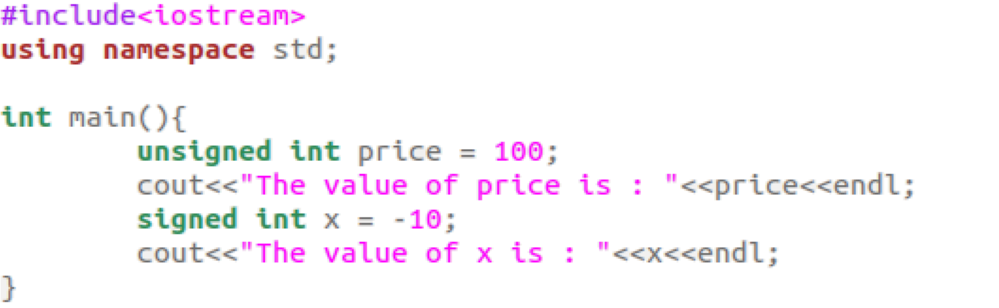 #include<iostream>
using namespace std;
int main(){
unsigned int price = 100;
cout<<"The value of price is : "<<price<<endl;
signed int x = -10;
cout<<"The value of x is : "<<x<<endl;
}